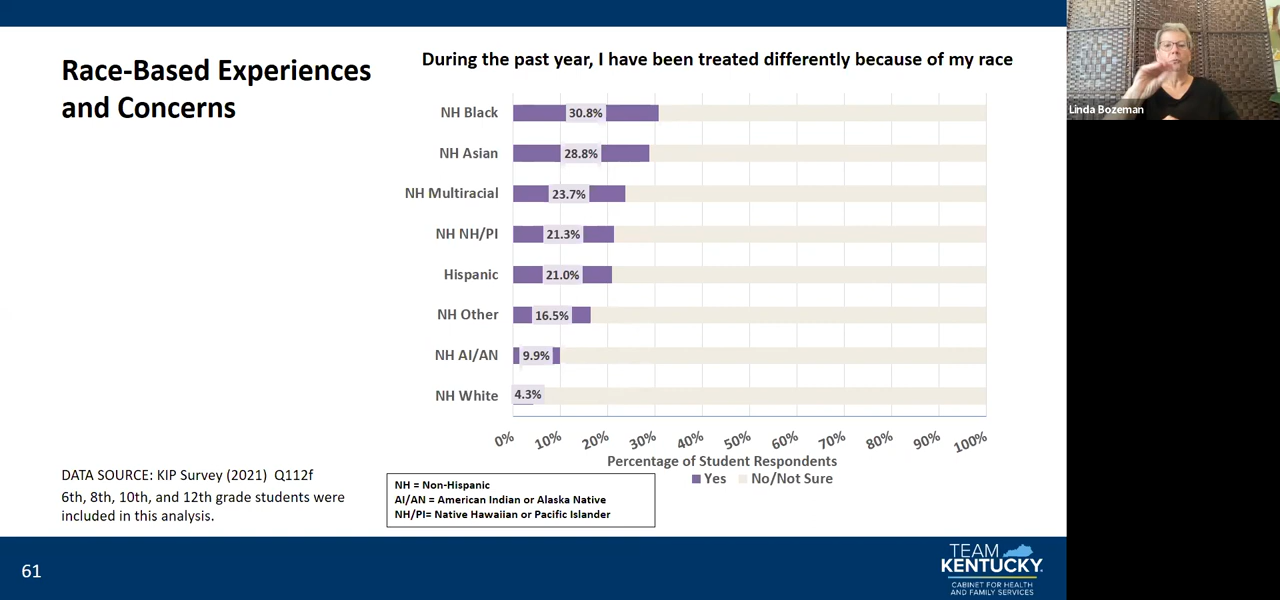 Race-Based Experiences
and Concerns
During the past year, I have been treated differently because of my race
NH Black
30.8%
NH Asian
28.8%
NH Multiracial
23.7%
NH NH/PI
21.3%
Hispanic
21.0%
NH Other
16.5%
NH AI/AN
9.9%
NH White
4.3%
0% 10% 20% 30% 40% 50% 60% 70% 80% 90% 100%
Percentage of Student Respondents
Yes No/Not Sure
DATA SOURCE: KIP Survey (2021) Q112f
6th, 8th, 10th, and 12th grade students were
included in this analysis.
NH = Non-Hispanic
AI/AN = American Indian or Alaska Native
NH/PI= Native Hawaiian or Pacific Islander
61
TEAM
KENTUCKY.
CABINET FOR HEALTH
AND FAMILY SERVICES
Linda Bozeman